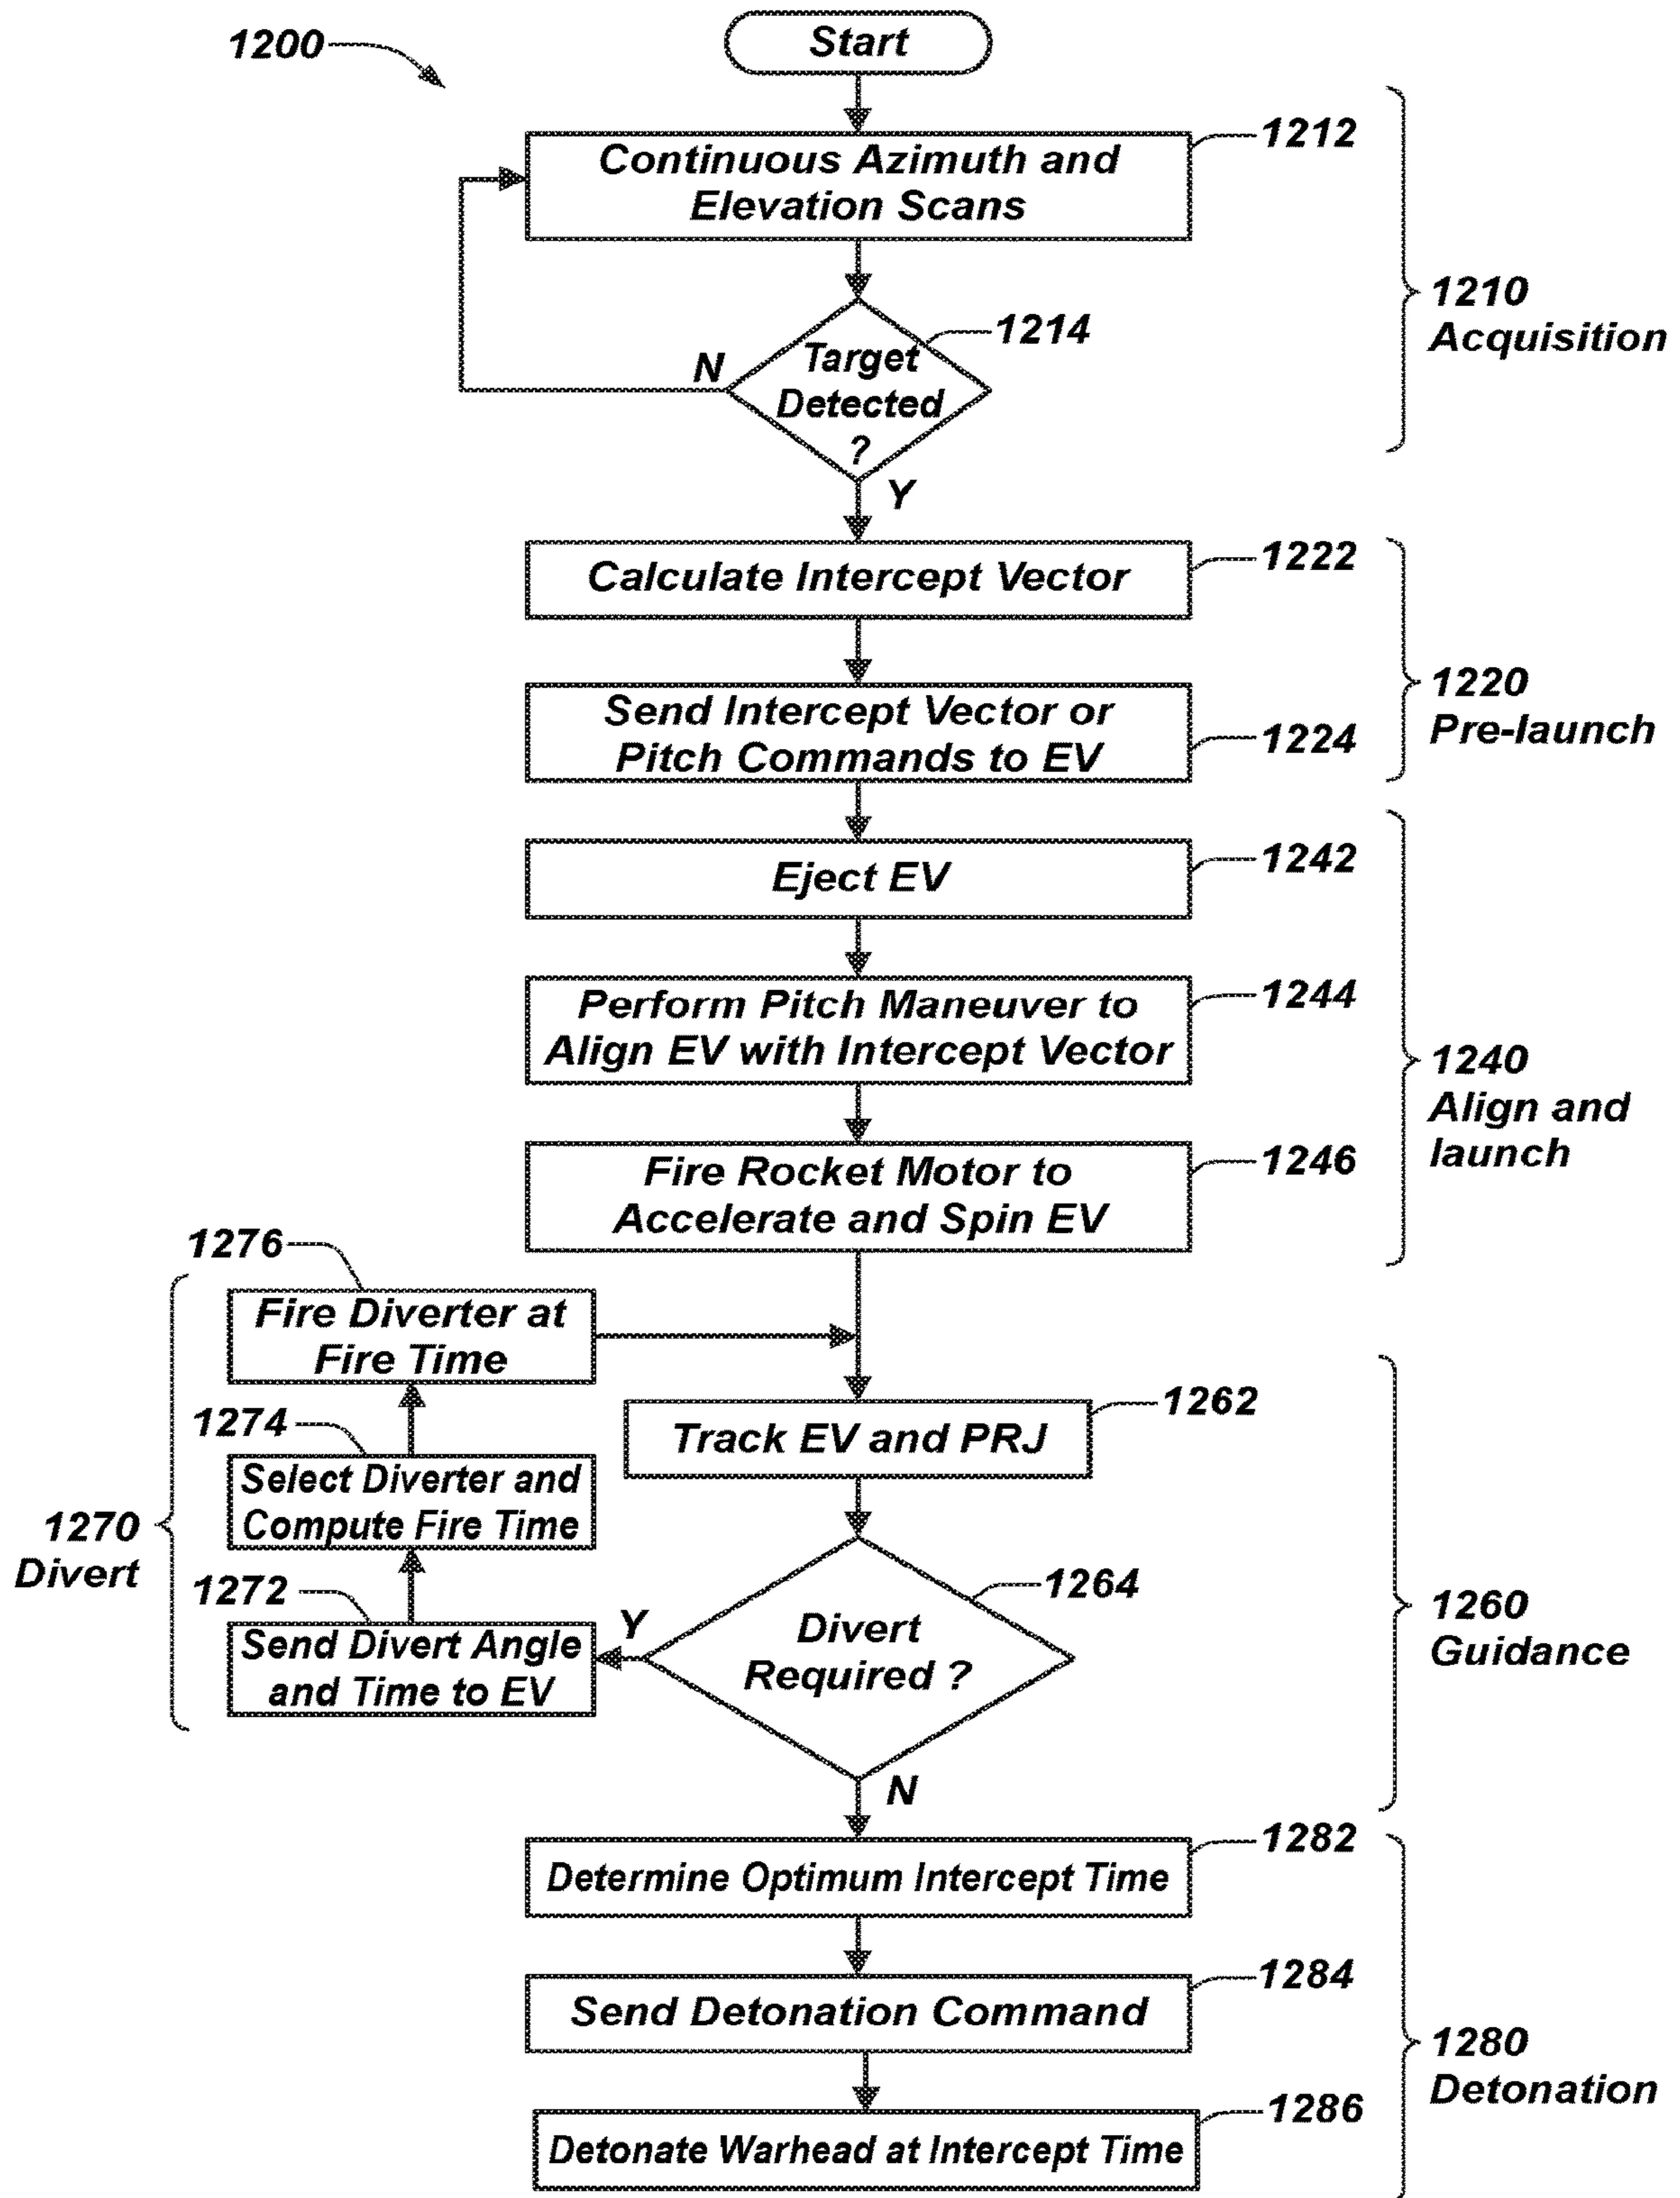 Start
1200
1212
Continuous Azimuth and
Elevation Scans
1210
Acquisition
1214
N
Target
Detected
?
Y
1222
Calculate Intercept Vector
1220
Pre-launch
Send Intercept Vector or
Pitch Commands to EV
1224
1242
Eject EV
1244
Perform Pitch Maneuver to
Align EV with Intercept Vector
1240
Align and
launch
1246
Fire Rocket Motor to
Accelerate and Spin EV
1276
Fire Diverter at
Fire Time
1274
Select Diverter and
Compute Fire Time
1270
Divert
1272
Send Divert Angle
and Time to EV
1262
Track EV and PRJ
1264
Y
Divert
Required ?
1260
Guidance
N
1282
Determine Optimum Intercept Time
1284
Send Detonation Command
1280
Detonation
1286
Detonate Warhead at Intercept Time